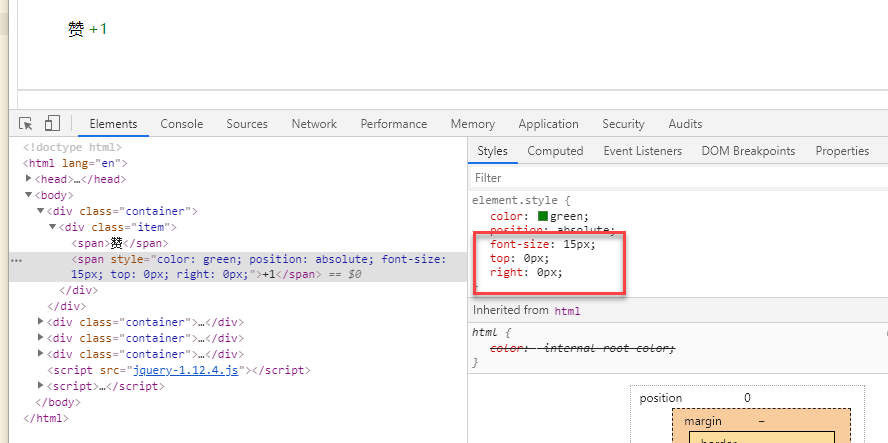 赞 +1
Elements Console Sources Network Performance Memory Application Security Audits
<!doctype html>
<html lang="en">
<head>…</head>
<body>
<div class="container">
<div class="item">
<span>赞</span>
<span style="color: green; position: absolute; font-size:
15px; top: 0px; right: 0px;">+1</span> == $0
</div>
</div>
<div class="container">…</div>
<div class="container">…</div>
<div class="container">…</div>
<script src="jquery-1.12.4.js"></script>
<script>…</script>
</body>
</html>
Styles Computed Event Listeners DOM Breakpoints Properties
Filter
element.style {
color: green;
position: absolute;
font-size: 15px;
top: 0px;
right: 0px;
}
Inherited from html
html {
color: -internal-root-color;
}
position 0
margin –
border